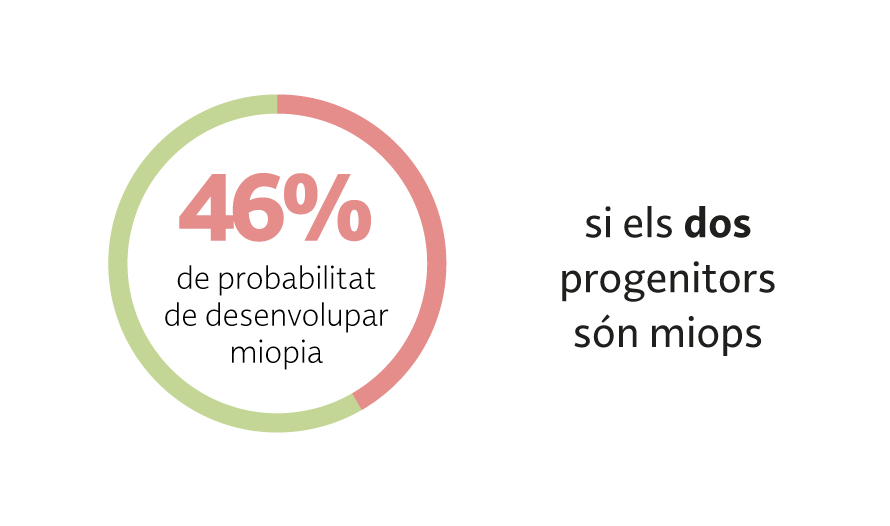 46%
de probabilitat
de desenvolupar
miopia
si els dos
progenitors
són miops